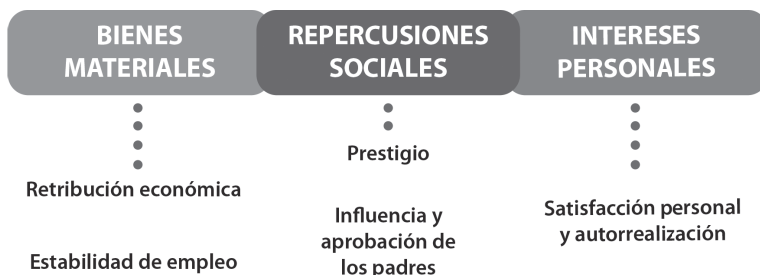 BIENES
MATERIALES
REPERCUSIONES
SOCIALES
INTERESES
PERSONALES
Retribución económica
Estabilidad de empleo
Prestigio
Influencia y
aprobación de
los padres
Satisfacción personal
y autorrealización